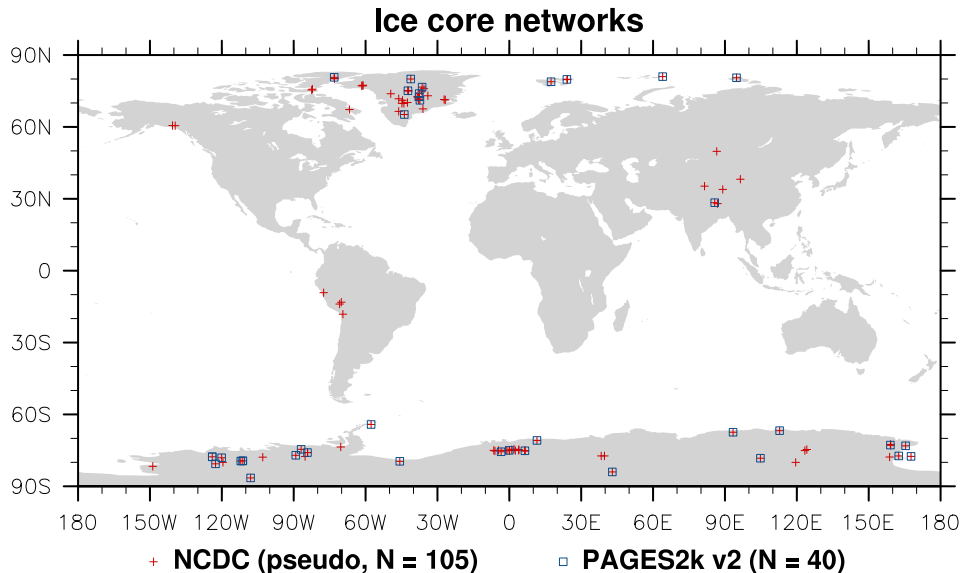 Ice core networks
90N
60N
30N
0
30S
60S
90S
180 150W 120W 90W 60W 30W 0 30E 60E 90E 120E 150E 180
NCDC (pseudo, N = 105) PAGES2k v2 (N = 40)